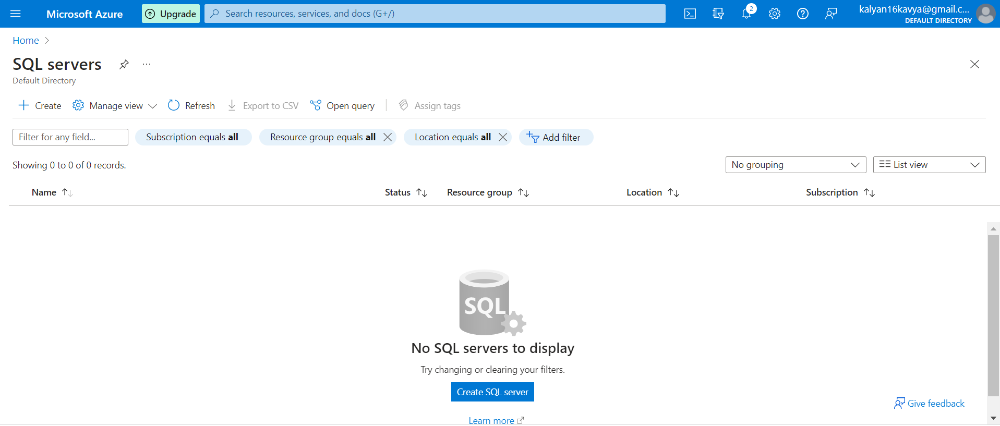 Microsoft Azure
Upgrade
Search resources, services, and docs (G+/)
2
kalyan16kavya@gmail.c...
DEFAULT DIRECTORY
Home
SQL servers
...
Default Directory
Create
Manage view
Refresh
Export to CSV
Open query
Assign tags
Filter for any field...
Subscription equals all
Resource group equals all
Location equals all
Add filter
Showing 0 to 0 of 0 records.
No grouping
List view
Name
Status
Resource group
Location
Subscription
SQL
No SQL servers to display
Try changing or clearing your filters.
Create SQL server
Give feedback
Learn more